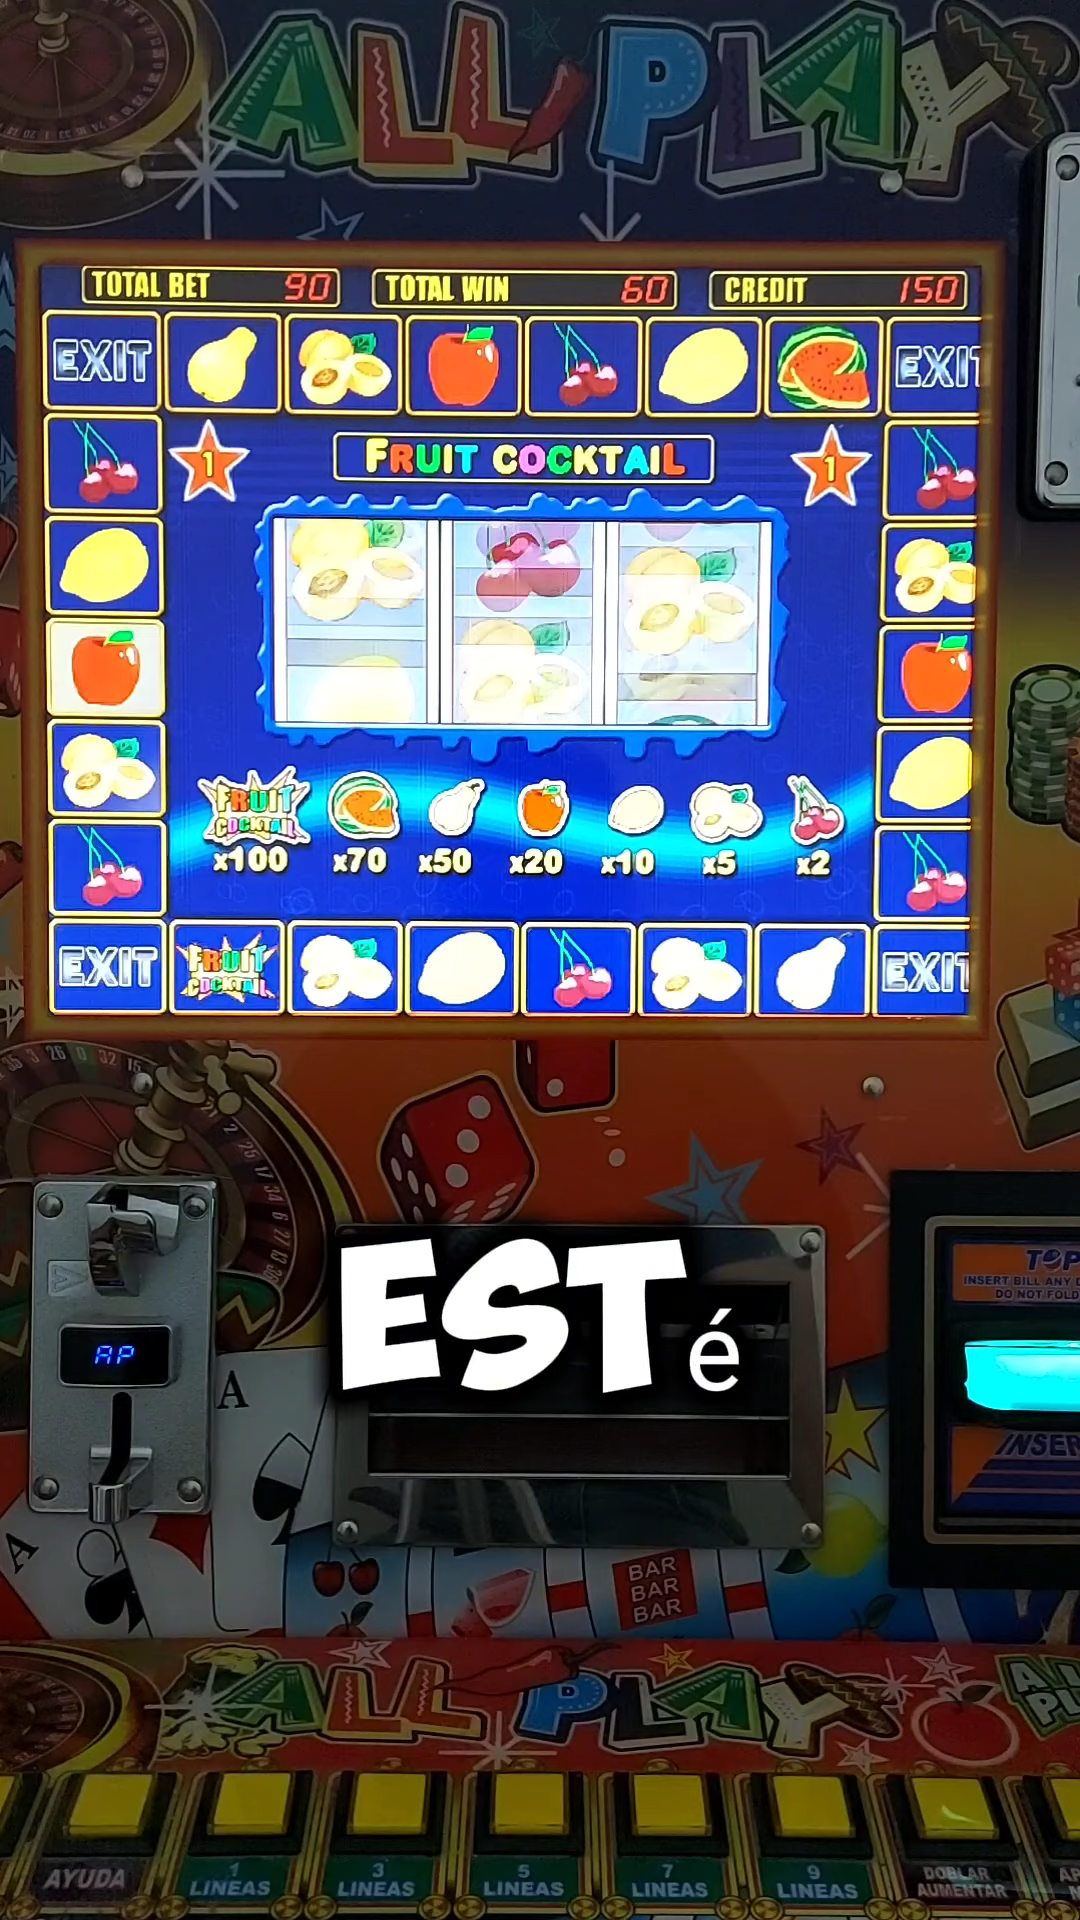 ALL PLAY
TOTAL BET 90 TOTAL WIN 60 CREDIT 150
EXIT EXIT
1 FRUIT COCKTAIL 1
FRUIT COCKTAIL
x100 x70 x50 x20 x10 x5 x2
EXIT FRUIT COCKTAIL EXIT
ESTé
AP
TOP
INSERT BILL ANY
DO NOT FOLD
INSER
A
A
BAR
BAR
BAR
ALL PLAY
AYUDA
1 LINEAS
3 LINEAS
5 LINEAS
7 LINEAS
9 LINEAS
DOBLAR
AUMENTAR